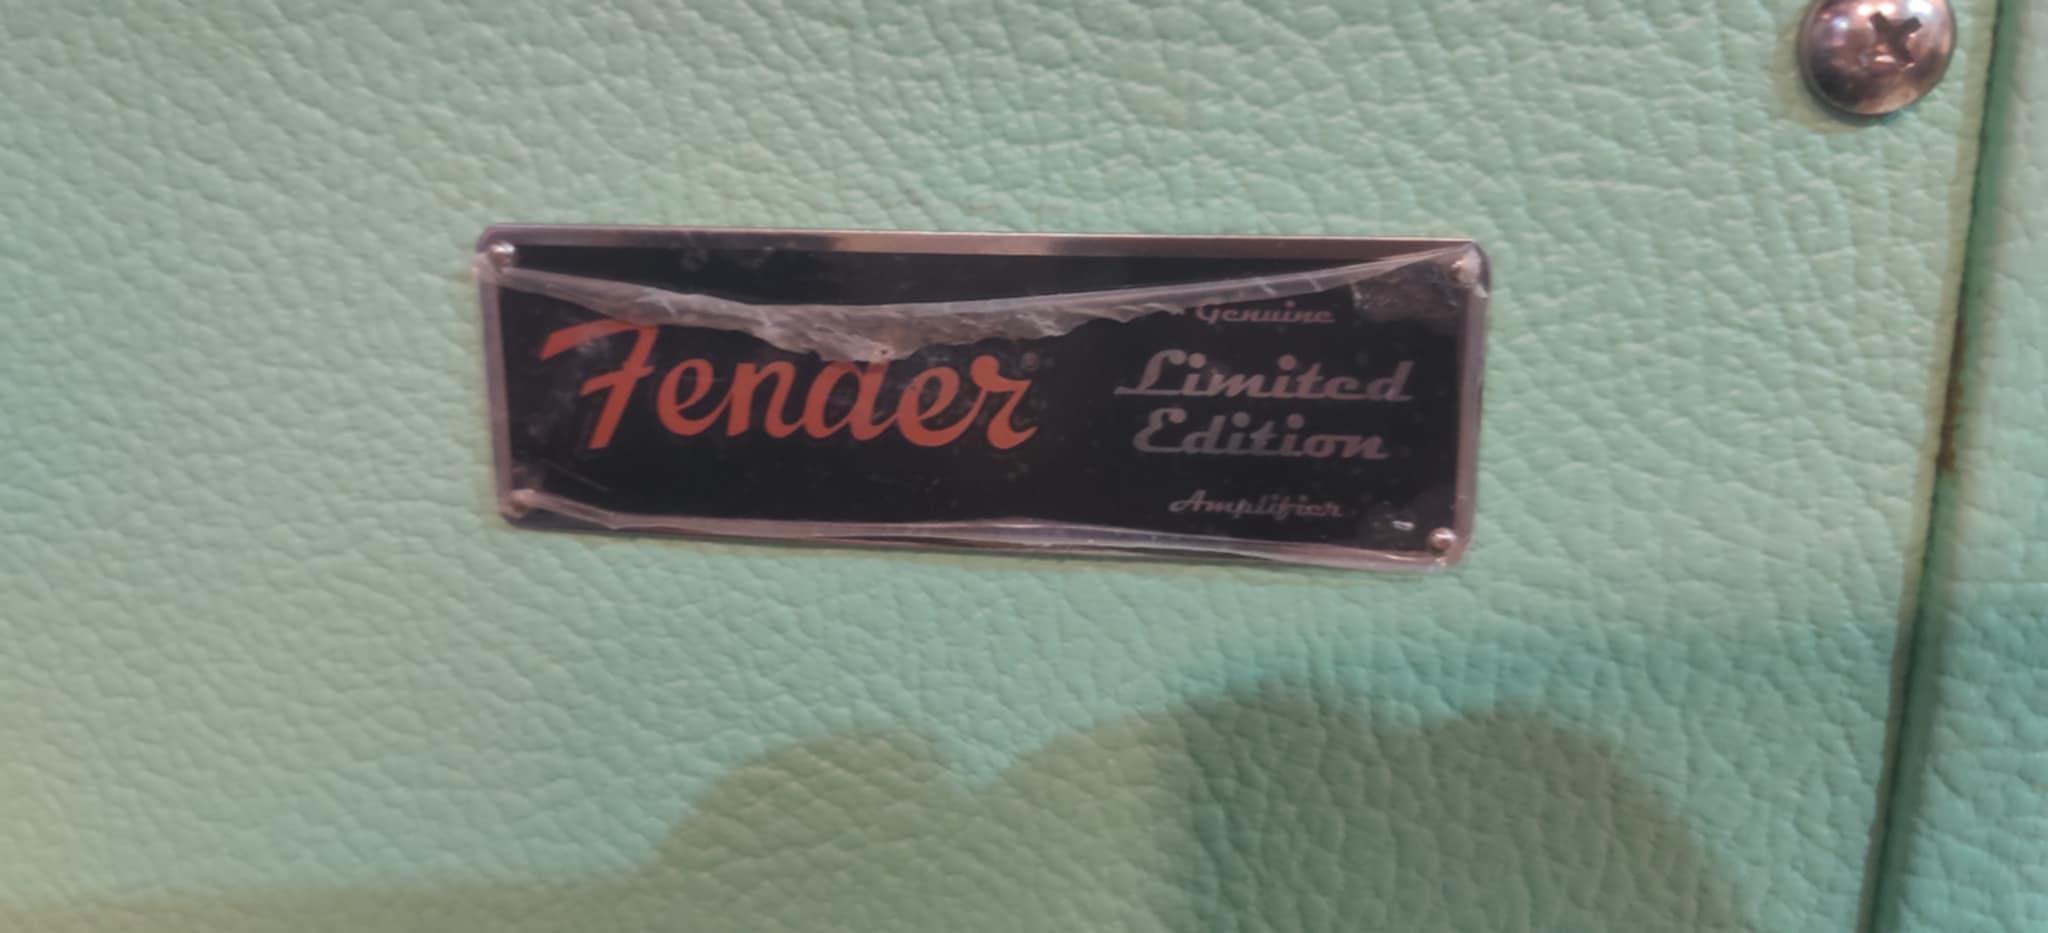 Fender®
Genuine
Limited
Edition
Amplifier